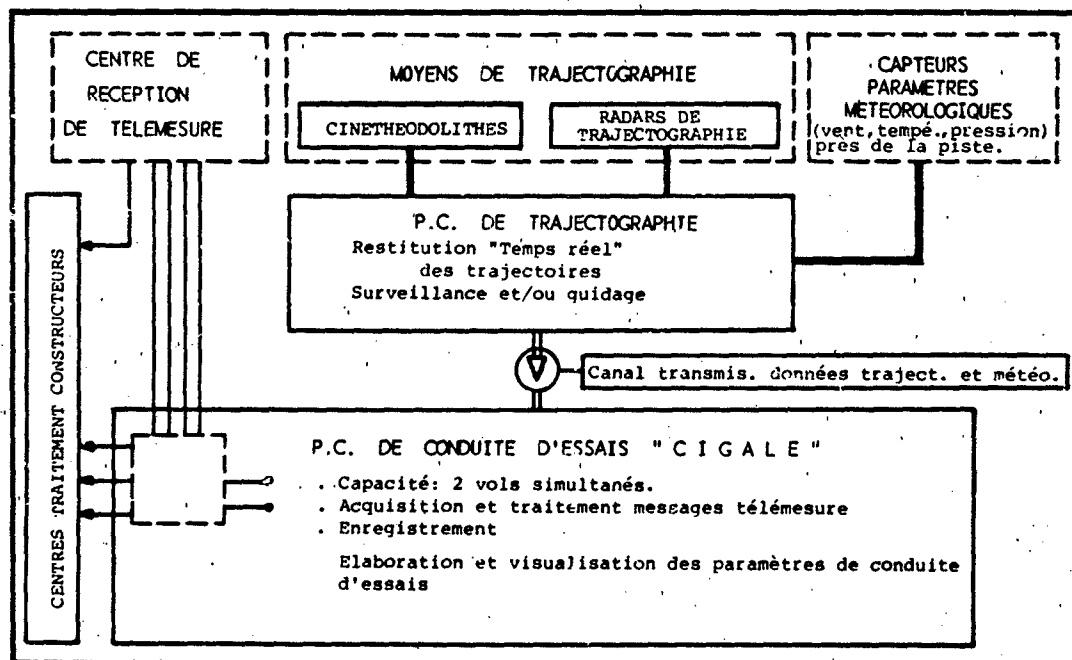 CENTRE DE
RECEPTION
DE TELEMESURE
MOYENS DE TRAJECTOGRAPHIE
CINETHEODOLITHES
RADARS DE
TRAJECTOGRAPHIE
CAPTEURS
PARAMETRES
METEOROLOGIQUES
(vent, tempé., pression)
près de la piste.
P.C. DE TRAJECTOGRAPHIE
Restitution "Temps réel"
des trajectoires
Surveillance et/ou quidage
Canal transmis. données traject. et météo.
CENTRES TRAITEMENT CONSTRUCTEURS
P.C. DE CONDUITE D'ESSAIS "CIGALE"
. Capacité: 2 vols simultanés.
. Acquisition et traitement messages télémesure
. Enregistrement
Elaboration et visualisation des paramètres de conduite
d'essais